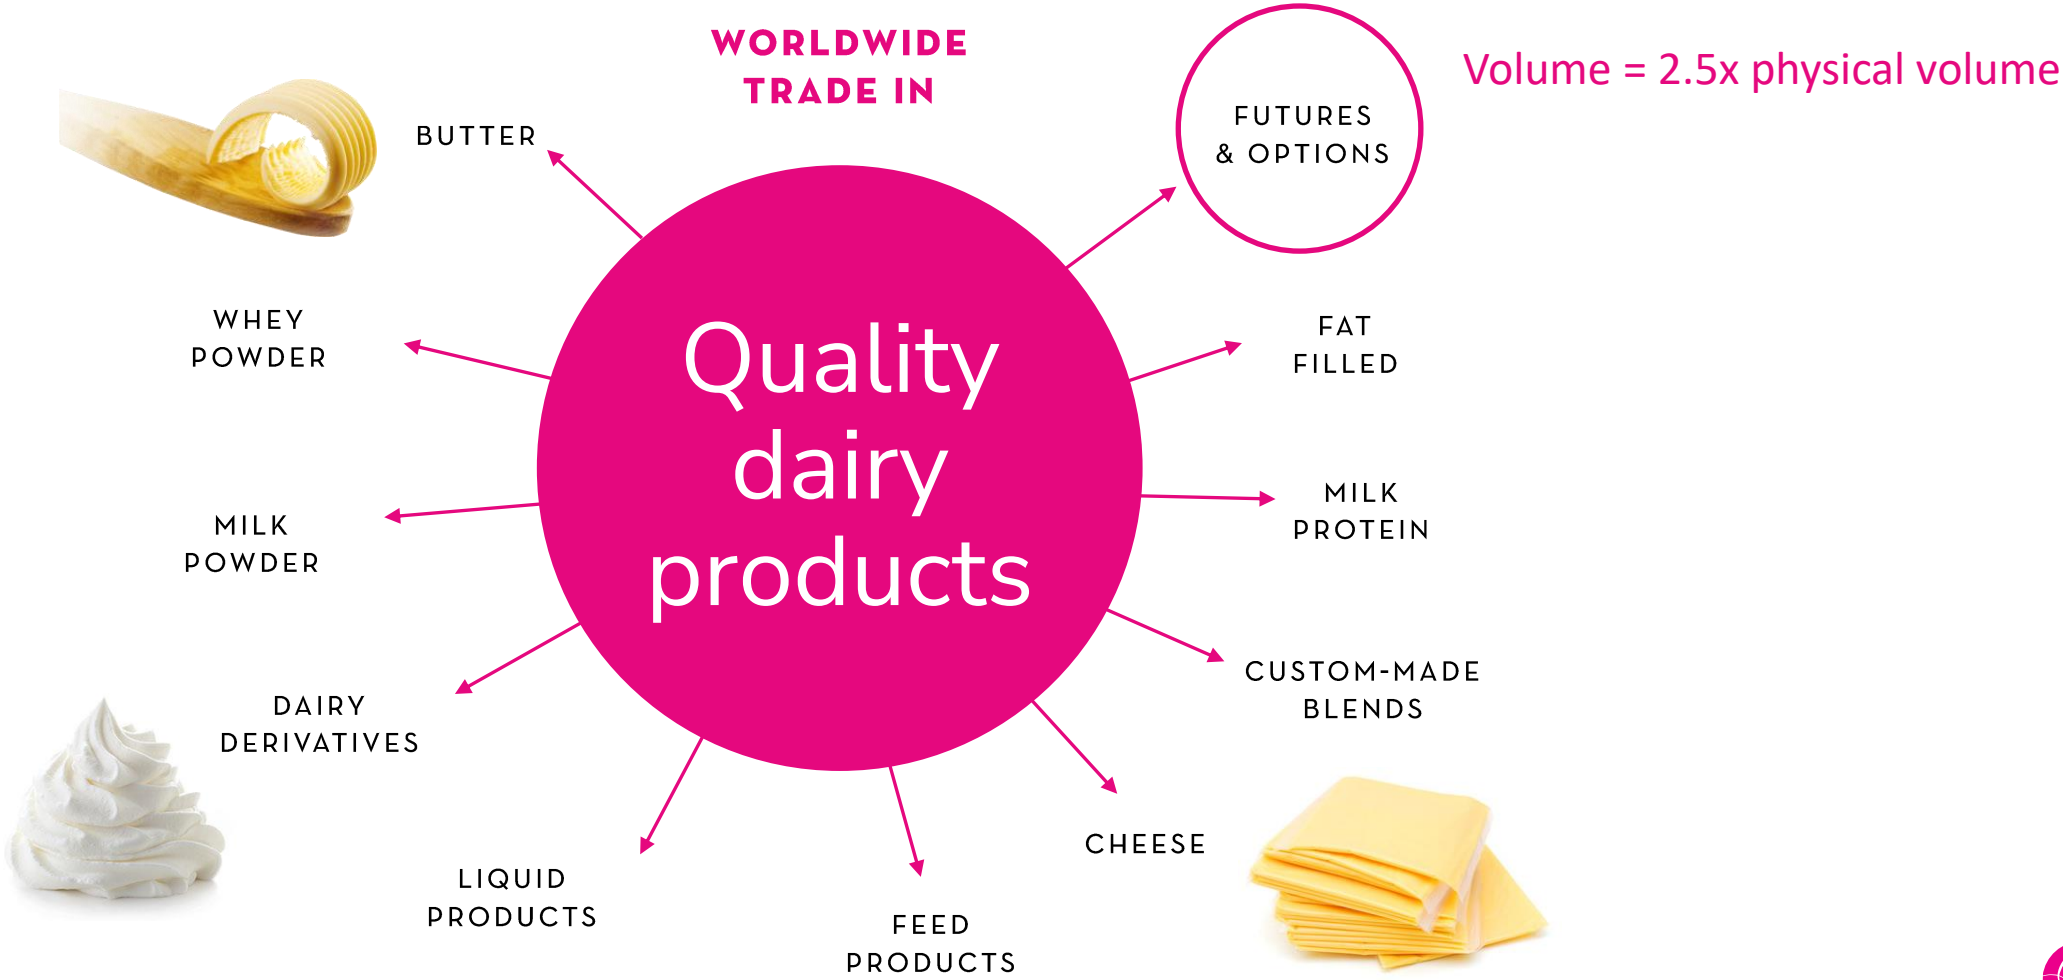 WORLDWIDE
TRADE IN
Volume = 2.5x physical volume
FUTURES
& OPTIONS
BUTTER
WHEY
POWDER
FAT
FILLED
Quality
dairy
products
MILK
PROTEIN
MILK
POWDER
CUSTOM-MADE
BLENDS
DAIRY
DERIVATIVES
CHEESE
LIQUID
PRODUCTS
FEED
PRODUCTS